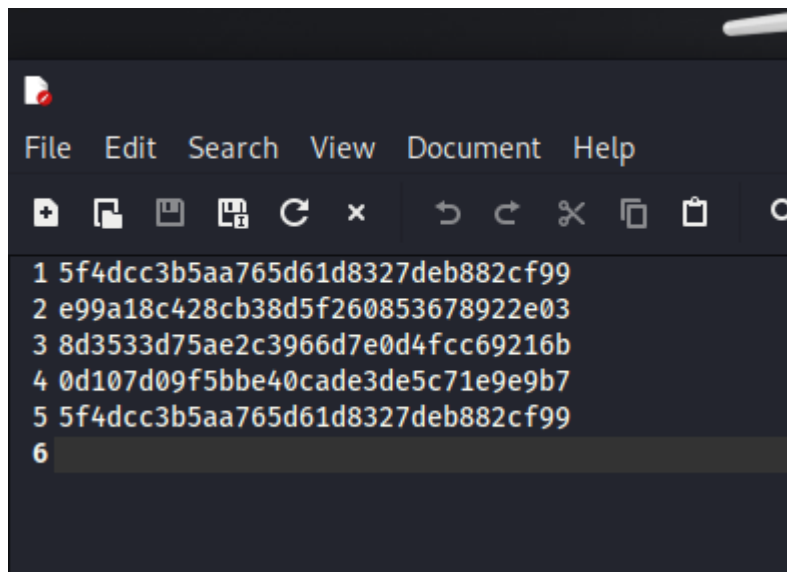 File Edit Search View Document Help
1 5f4dcc3b5aa765d61d8327deb882cf99
2 e99a18c428cb38d5f260853678922e03
3 8d3533d75ae2c3966d7e0d4fcc69216b
4 0d107d09f5bbe40cade3de5c71e9e9b7
5 5f4dcc3b5aa765d61d8327deb882cf99
6